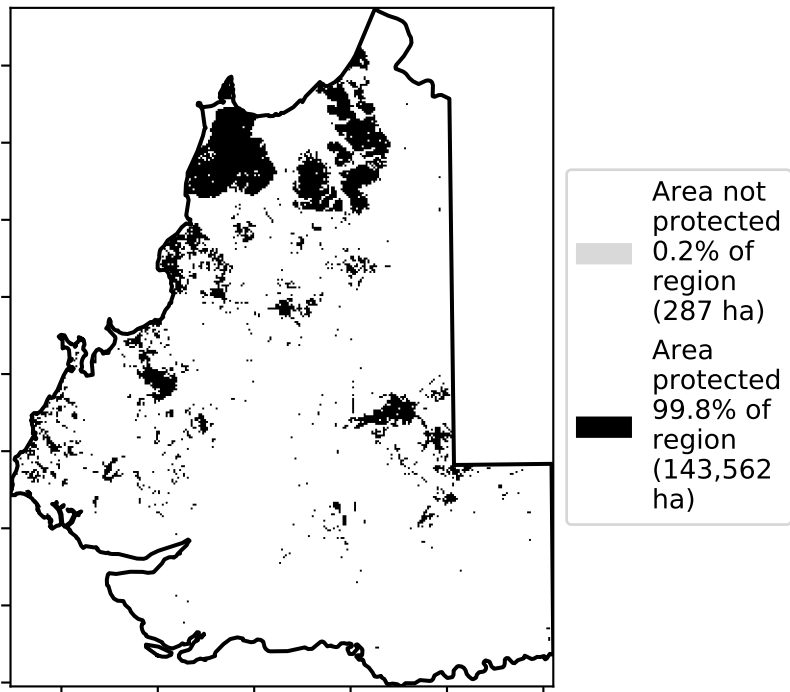 Area not
protected
0.2% of
region
(287 ha)
Area
protected
99.8% of
region
(143,562
ha)